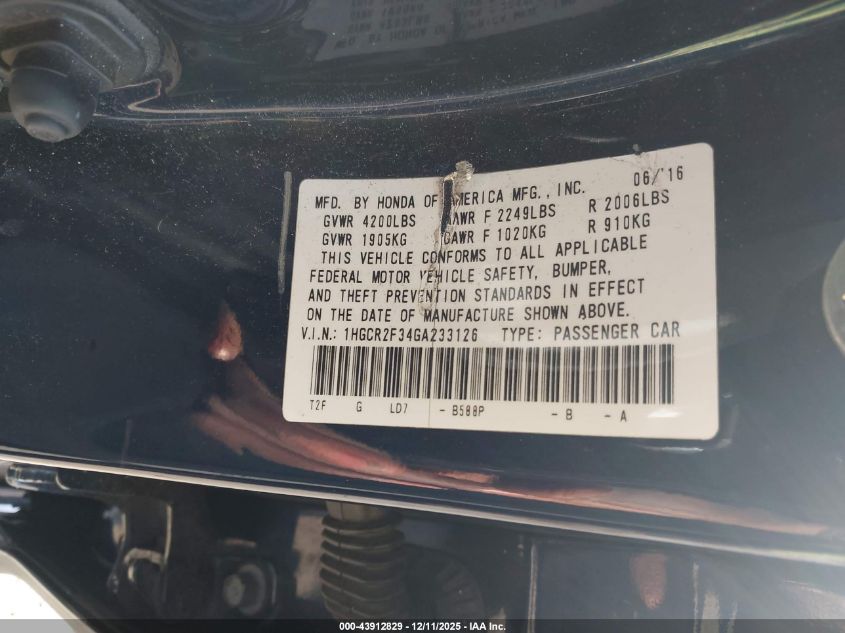 MFD. BY HONDA OF AMERICA MFG., INC. 06/'16
GVWR 4200LBS GAWR F 2249LBS R 2006LBS
GVWR 1905KG GAWR F 1020KG R 910KG
THIS VEHICLE CONFORMS TO ALL APPLICABLE
FEDERAL MOTOR VEHICLE SAFETY, BUMPER,
AND THEFT PREVENTION STANDARDS IN EFFECT
ON THE DATE OF MANUFACTURE SHOWN ABOVE.
V.I.N.: 1HGCR2F34GA233126 TYPE: PASSENGER CAR
T2F G LD7 - B588P - B - A
000-43912829 - 12/11/2025 - IAA Inc.